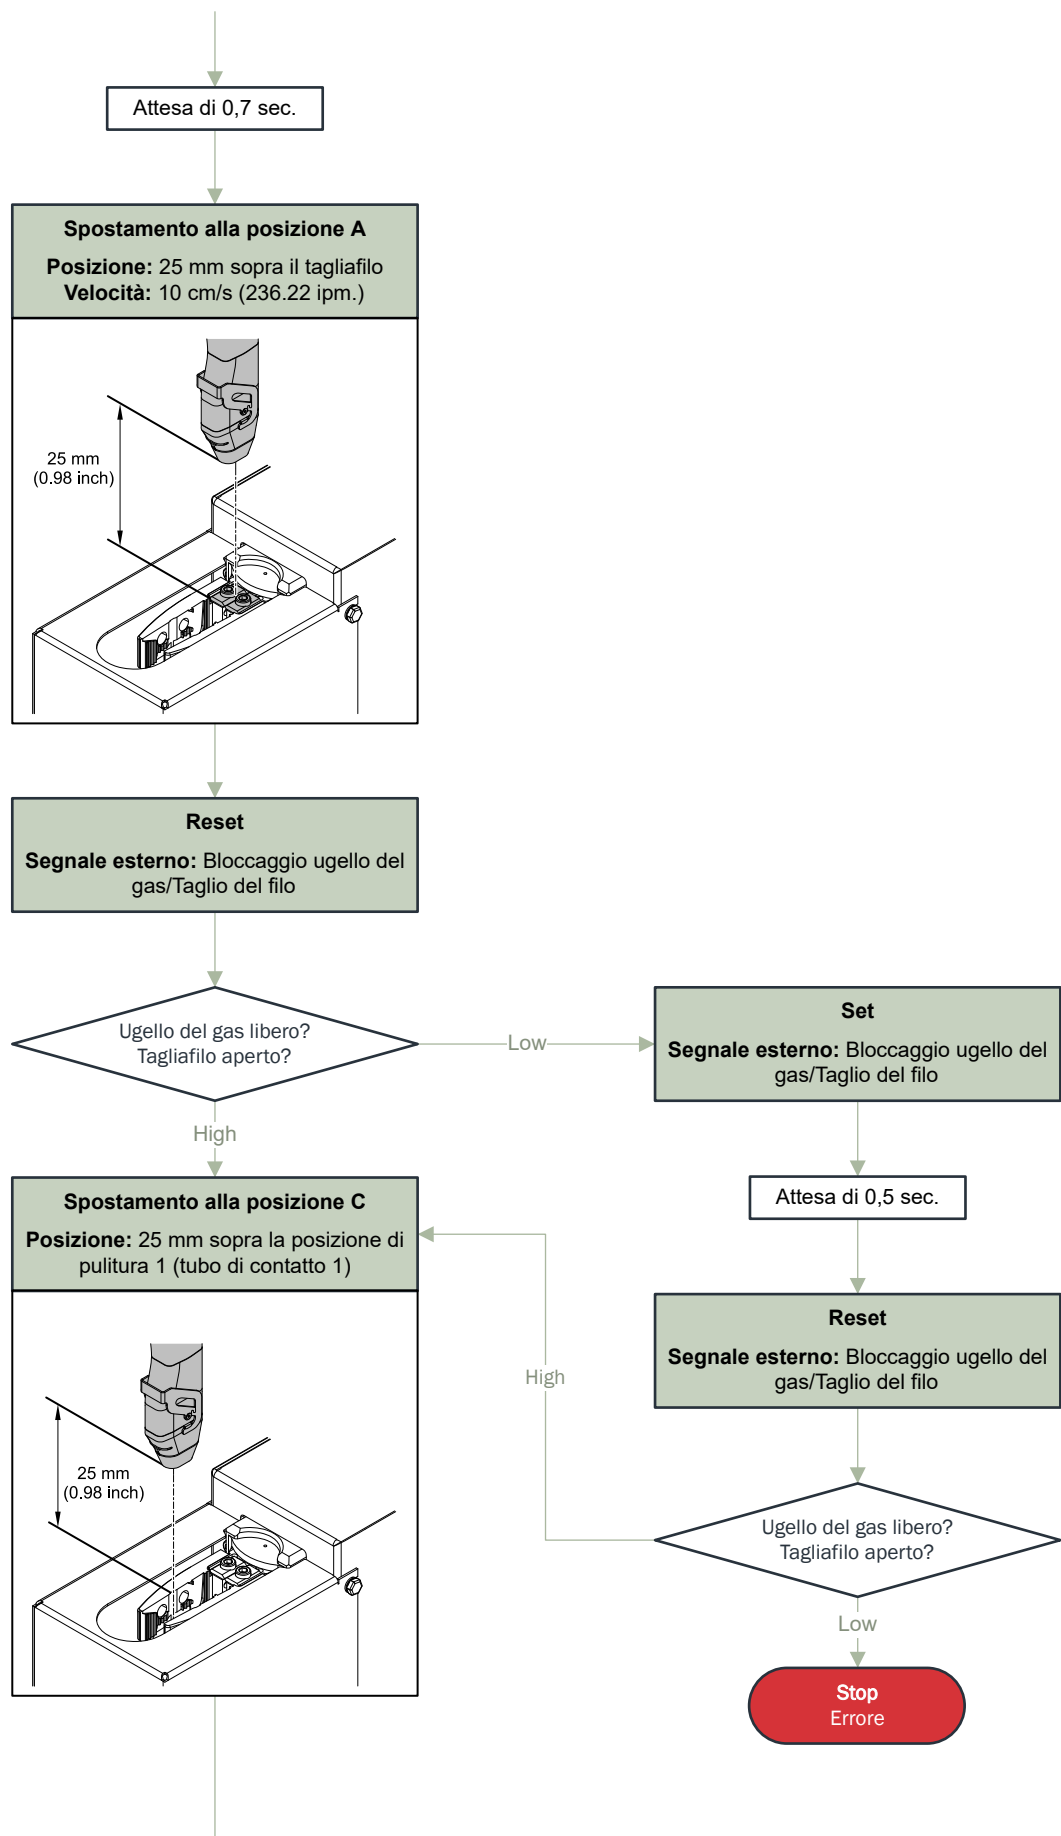 Attesa di 0,7 sec.
Spostamento alla posizione A
Posizione: 25 mm sopra il tagliafilo
Velocità: 10 cm/s (236.22 ipm.)
25 mm
(0.98 inch)
Reset
Segnale esterno: Bloccaggio ugello del
gas/Taglio del filo
Ugello del gas libero?
Tagliafilo aperto?
Low
Set
Segnale esterno: Bloccaggio ugello del
gas/Taglio del filo
High
Attesa di 0,5 sec.
Spostamento alla posizione C
Posizione: 25 mm sopra la posizione di
pulitura 1 (tubo di contatto 1)
Reset
Segnale esterno: Bloccaggio ugello del
gas/Taglio del filo
High
25 mm
(0.98 inch)
Ugello del gas libero?
Tagliafilo aperto?
Low
Stop
Errore